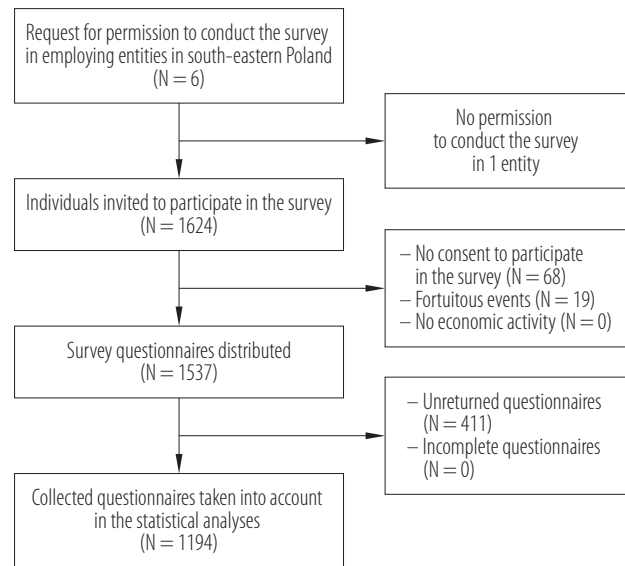 Request for permission to conduct the survey
in employing entities in south-eastern Poland
(N = 6)
No permission
to conduct the survey
in 1 entity
Individuals invited to participate in the survey
(N = 1624)
– No consent to participate
in the survey (N = 68)
– Fortuitous events (N = 19)
– No economic activity (N = 0)
Survey questionnaires distributed
(N = 1537)
– Unreturned questionnaires
(N = 411)
– Incomplete questionnaires
(N = 0)
Collected questionnaires taken into account
in the statistical analyses
(N = 1194)